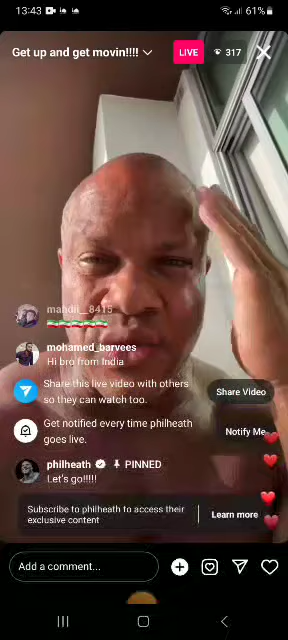 13:43 61%
Get up and get movin!!!! LIVE 317
mahdii__8415
🇮🇷🇮🇷🇮🇷🇮🇷🇮🇷
mohamed_barvees
Hi bro from India
Share this live video with others
so they can watch too.
Share Video
Get notified every time philheath
goes live.
Notify Me
philheath PINNED
Let's go!!!!!
Subscribe to philheath to access their
exclusive content
Learn more
Add a comment...